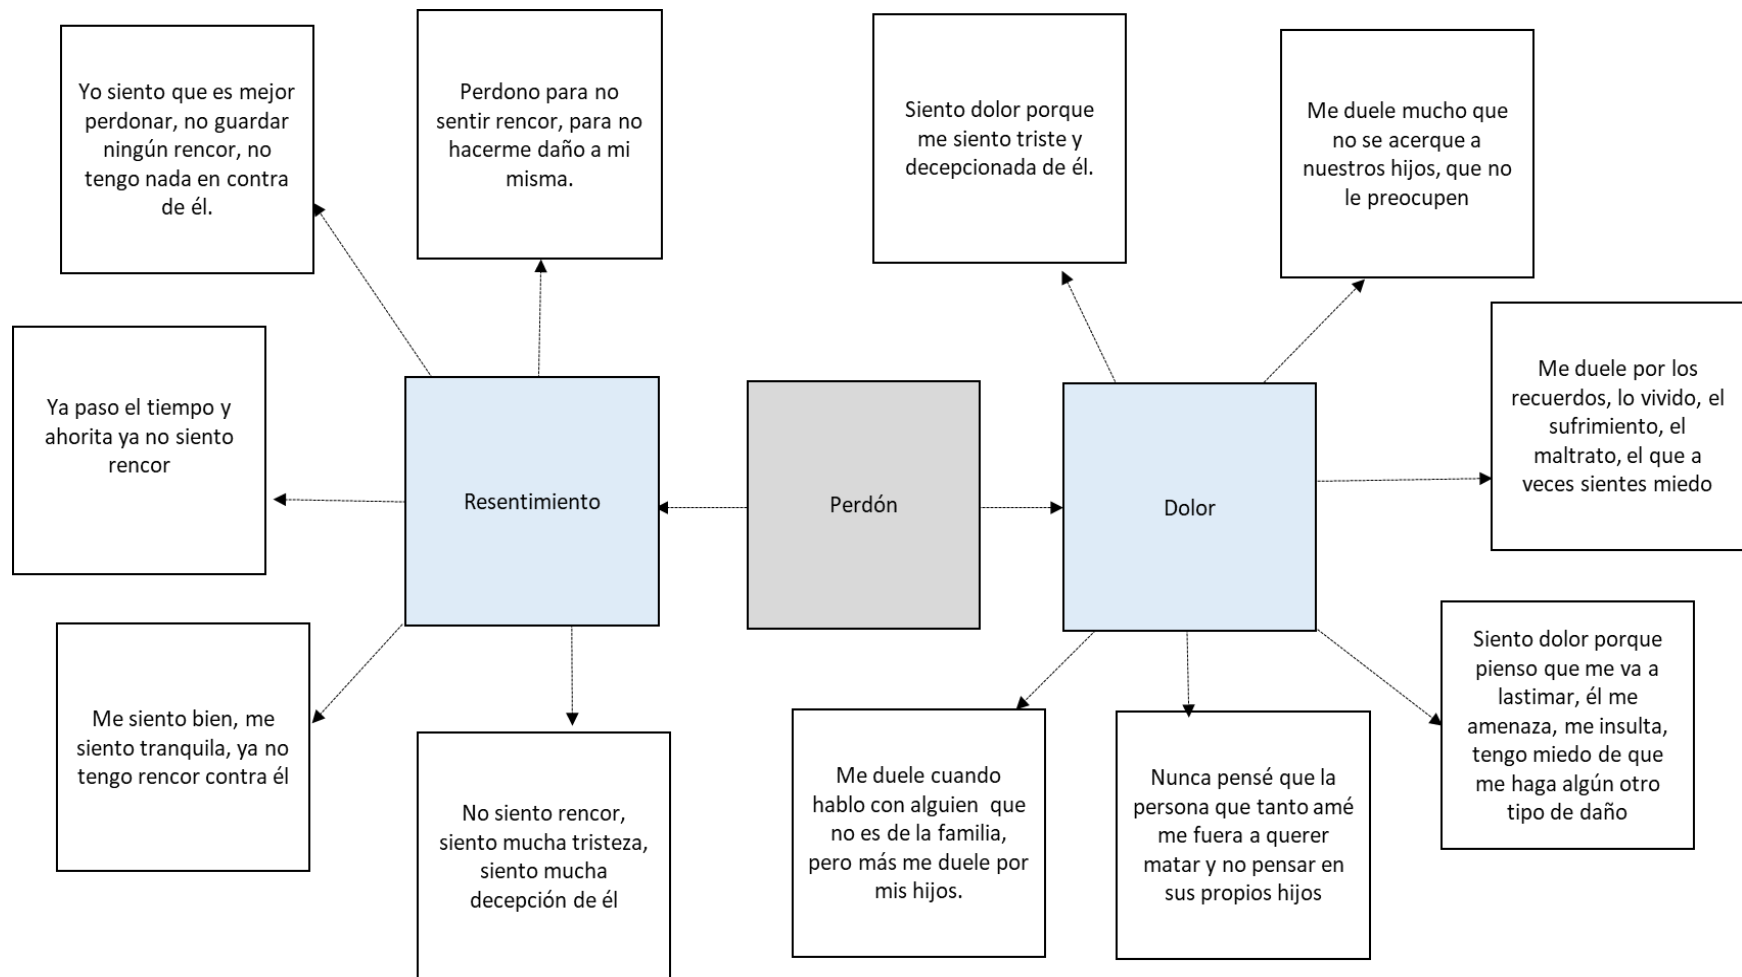 Yo siento que es mejor
perdonar, no guardar
ningún rencor, no
tengo nada en contra
de él.
Perdono para no
sentir rencor, para no
hacerme daño a mi
misma.
Siento dolor porque
me siento triste y
decepcionada de él.
Me duele mucho que
no se acerque a
nuestros hijos, que no
le preocupen
Ya paso el tiempo y
ahorita ya no siento
rencor
Resentimiento
Perdón
Dolor
Me duele por los
recuerdos, lo vivido, el
sufrimiento, el
maltrato, el que a
veces sientes miedo
Me siento bien, me
siento tranquila, ya no
tengo rencor contra él
No siento rencor,
siento mucha tristeza,
siento mucha
decepción de él
Me duele cuando
hablo con alguien que
no es de la familia,
pero más me duele por
mis hijos.
Nunca pensé que la
persona que tanto amé
me fuera a querer
matar y no pensar en
sus propios hijos
Siento dolor porque
pienso que me va a
lastimar, él me
amenaza, me insulta,
tengo miedo de que
me haga algún otro
tipo de daño